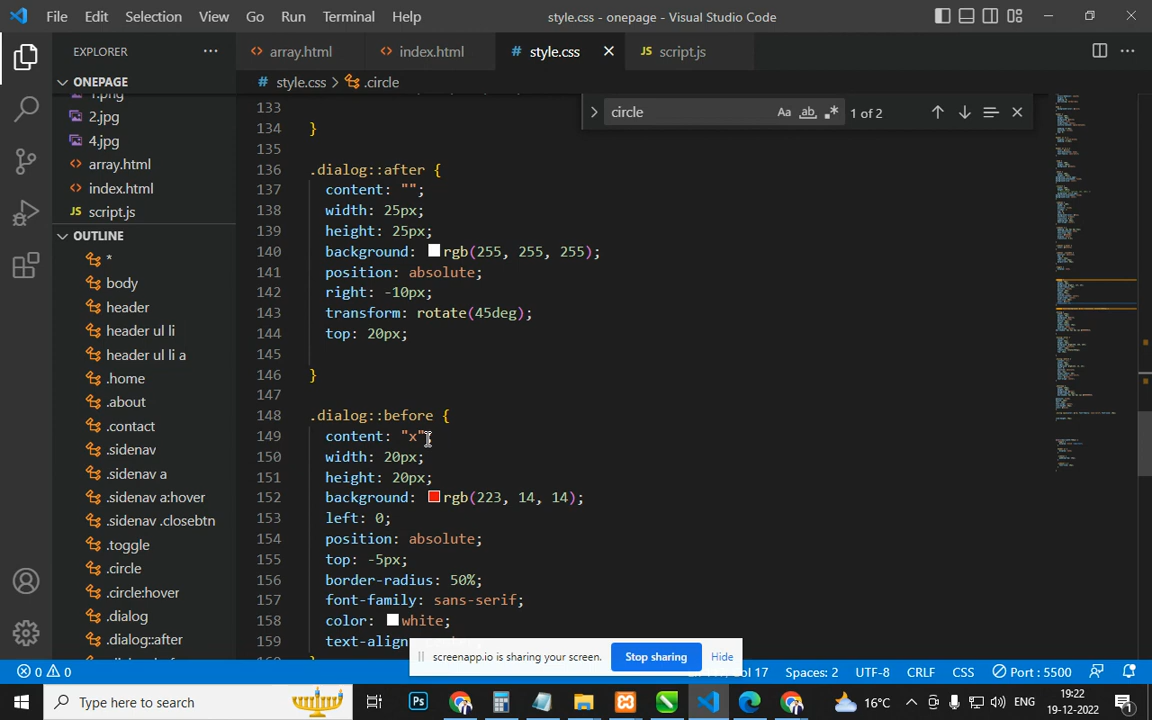 File Edit Selection View Go Run Terminal Help
style.css - onepage - Visual Studio Code
EXPLORER
array.html
index.html
style.css
script.js
ONEPAGE
style.css > .circle
1.png
2.jpg
4.jpg
array.html
index.html
script.js
circle
1 of 2
OUTLINE
*
body
header
header ul li
header ul li a
.home
.about
.contact
.sidenav
.sidenav a
.sidenav a:hover
.sidenav .closebtn
.toggle
.circle
.circle:hover
.dialog
.dialog::after
133
134 }
135
136 .dialog::after {
137 content: "";
138 width: 25px;
139 height: 25px;
140 background: rgb(255, 255, 255);
141 position: absolute;
142 right: -10px;
143 transform: rotate(45deg);
144 top: 20px;
145
146 }
147
148 .dialog::before {
149 content: "x";
150 width: 20px;
151 height: 20px;
152 background: rgb(223, 14, 14);
153 left: 0;
154 position: absolute;
155 top: -5px;
156 border-radius: 50%;
157 font-family: sans-serif;
158 color: white;
159 text-align
screenapp.io is sharing your screen. Stop sharing Hide
0 0
Col 17 Spaces: 2 UTF-8 CRLF CSS Port : 5500
Type here to search
16°C ENG 19:22
19-12-2022